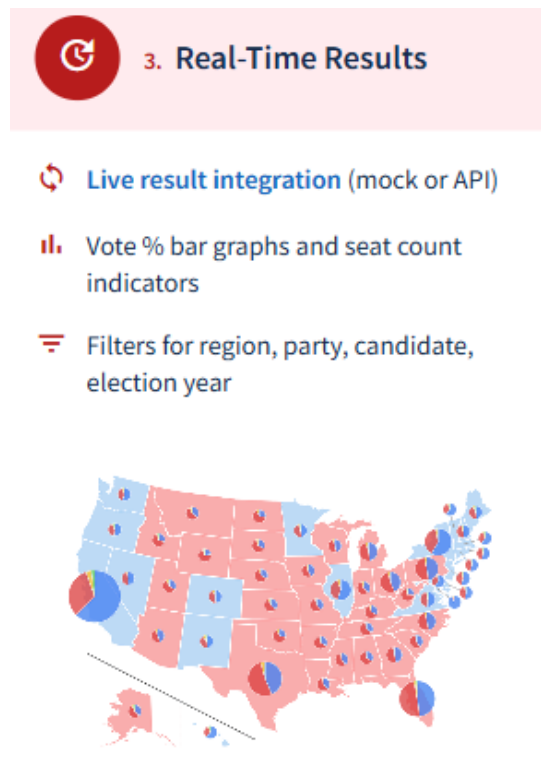 3. Real-Time Results
Live result integration (mock or API)
Vote % bar graphs and seat count
indicators
Filters for region, party, candidate,
election year